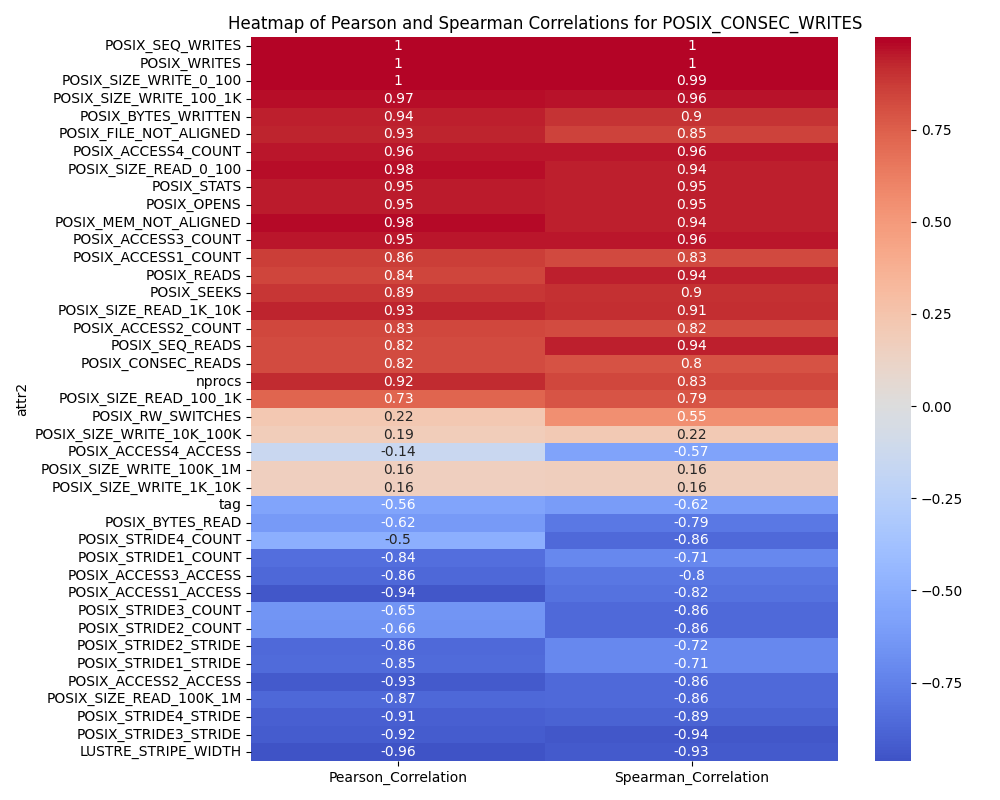 Heatmap of Pearson and Spearman Correlations for POSIX_CONSEC_WRITES
POSIX_SEQ_WRITES 1 1
POSIX_WRITES 1 1
POSIX_SIZE_WRITE_0_100 1 0.99
POSIX_SIZE_WRITE_100_1K 0.97 0.96
POSIX_BYTES_WRITTEN 0.94 0.9
POSIX_FILE_NOT_ALIGNED 0.93 0.85
POSIX_ACCESS4_COUNT 0.96 0.96
POSIX_SIZE_READ_0_100 0.98 0.94
POSIX_STATS 0.95 0.95
POSIX_OPENS 0.95 0.95
POSIX_MEM_NOT_ALIGNED 0.98 0.94
POSIX_ACCESS3_COUNT 0.95 0.96
POSIX_ACCESS1_COUNT 0.86 0.83
POSIX_READS 0.84 0.94
POSIX_SEEKS 0.89 0.9
POSIX_SIZE_READ_1K_10K 0.93 0.91
POSIX_ACCESS2_COUNT 0.83 0.82
POSIX_SEQ_READS 0.82 0.94
POSIX_CONSEC_READS 0.82 0.8
nprocs 0.92 0.83
POSIX_SIZE_READ_100_1K 0.73 0.79
POSIX_RW_SWITCHES 0.22 0.55
POSIX_SIZE_WRITE_10K_100K 0.19 0.22
POSIX_ACCESS4_ACCESS -0.14 -0.57
POSIX_SIZE_WRITE_100K_1M 0.16 0.16
POSIX_SIZE_WRITE_1K_10K 0.16 0.16
tag -0.56 -0.62
POSIX_BYTES_READ -0.62 -0.79
POSIX_STRIDE4_COUNT -0.5 -0.86
POSIX_STRIDE1_COUNT -0.84 -0.71
POSIX_ACCESS3_ACCESS -0.86 -0.8
POSIX_ACCESS1_ACCESS -0.94 -0.82
POSIX_STRIDE3_COUNT -0.65 -0.86
POSIX_STRIDE2_COUNT -0.66 -0.86
POSIX_STRIDE2_STRIDE -0.86 -0.72
POSIX_STRIDE1_STRIDE -0.85 -0.71
POSIX_ACCESS2_ACCESS -0.93 -0.86
POSIX_SIZE_READ_100K_1M -0.87 -0.86
POSIX_STRIDE4_STRIDE -0.91 -0.89
POSIX_STRIDE3_STRIDE -0.92 -0.94
LUSTRE_STRIPE_WIDTH -0.96 -0.93
Pearson_Correlation Spearman_Correlation
attr2
0.75
0.50
0.25
0.00
−0.25
−0.50
−0.75